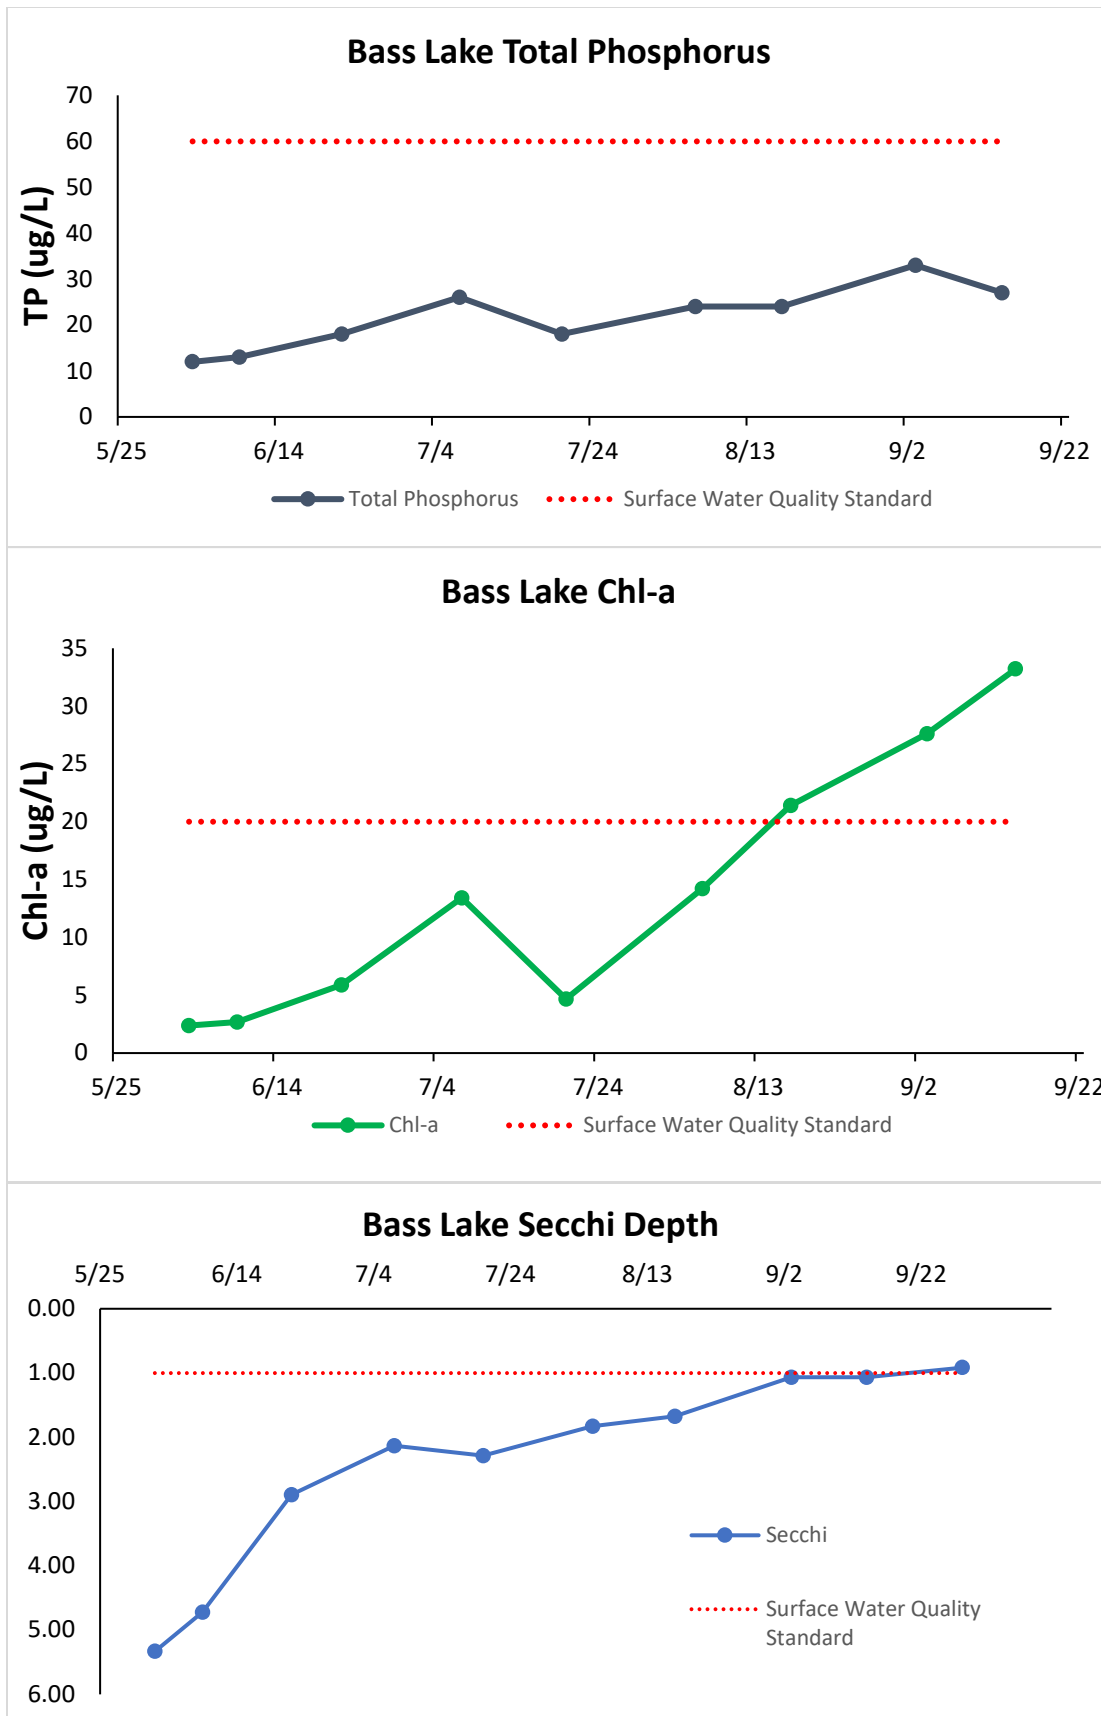 Bass Lake Total Phosphorus
TP (ug/L)
70
60
50
40
30
20
10
0
5/25 6/14 7/4 7/24 8/13 9/2 9/22
Total Phosphorus Surface Water Quality Standard
Bass Lake Chl-a
Chl-a (ug/L)
35
30
25
20
15
10
5
0
5/25 6/14 7/4 7/24 8/13 9/2 9/22
Chl-a Surface Water Quality Standard
Bass Lake Secchi Depth
5/25 6/14 7/4 7/24 8/13 9/2 9/22
0.00
1.00
2.00
3.00
4.00
5.00
6.00
Secchi
Surface Water Quality
Standard